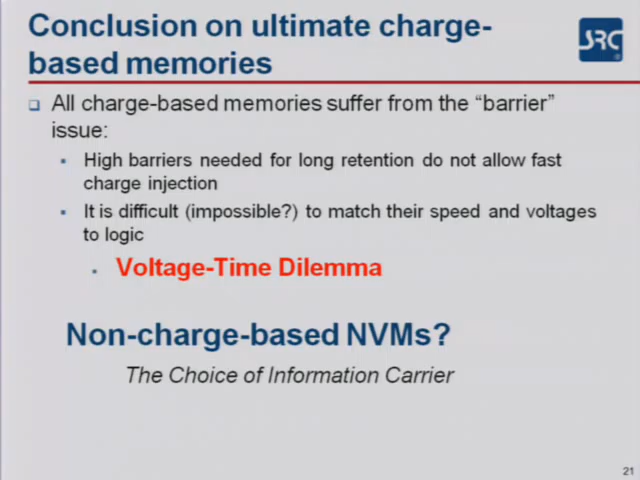 Conclusion on ultimate charge-
based memories
SRC
All charge-based memories suffer from the “barrier”
issue:
High barriers needed for long retention do not allow fast
charge injection
It is difficult (impossible?) to match their speed and voltages
to logic
Voltage-Time Dilemma
Non-charge-based NVMs?
The Choice of Information Carrier
21